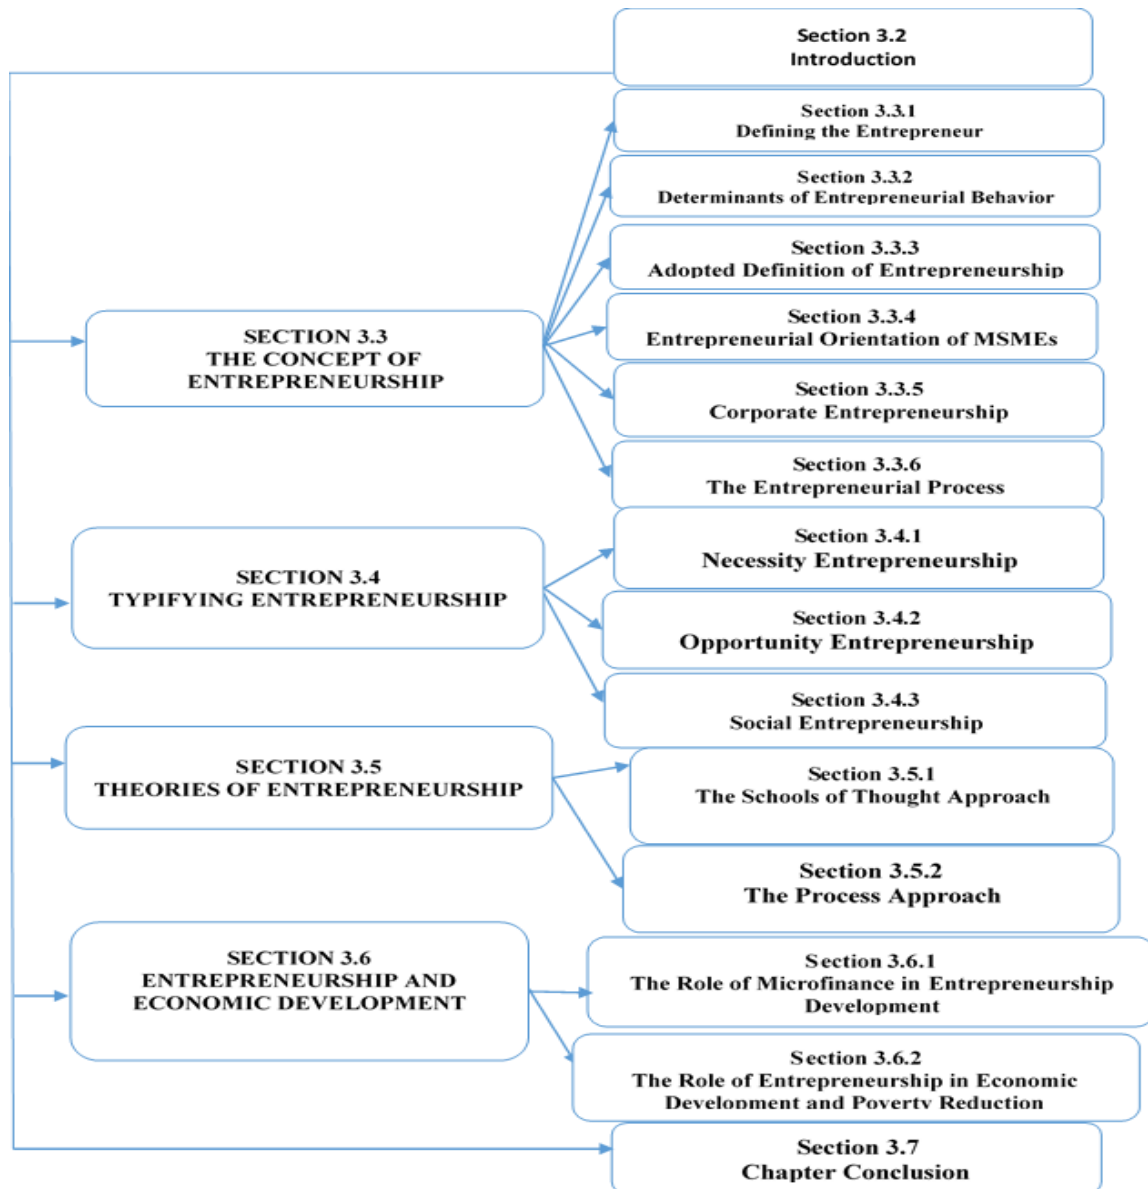 Section 3.2
Introduction
Section 3.3.1
Defining the Entrepreneur
Section 3.3.2
Determinants of Entrepreneurial Behavior
Section 3.3.3
Adopted Definition of Entrepreneurship
SECTION 3.3
THE CONCEPT OF
ENTREPRENEURSHIP
Section 3.3.4
Entrepreneurial Orientation of MSMEs
Section 3.3.5
Corporate Entrepreneurship
Section 3.3.6
The Entrepreneurial Process
SECTION 3.4
TYPIFYING ENTREPRENEURSHIP
Section 3.4.1
Necessity Entrepreneurship
Section 3.4.2
Opportunity Entrepreneurship
Section 3.4.3
Social Entrepreneurship
SECTION 3.5
THEORIES OF ENTREPRENEURSHIP
Section 3.5.1
The Schools of Thought Approach
Section 3.5.2
The Process Approach
SECTION 3.6
ENTREPRENEURSHIP AND
ECONOMIC DEVELOPMENT
Section 3.6.1
The Role of Microfinance in Entrepreneurship
Development
Section 3.6.2
The Role of Entrepreneurship in Economic
Development and Poverty Reduction
Section 3.7
Chapter Conclusion